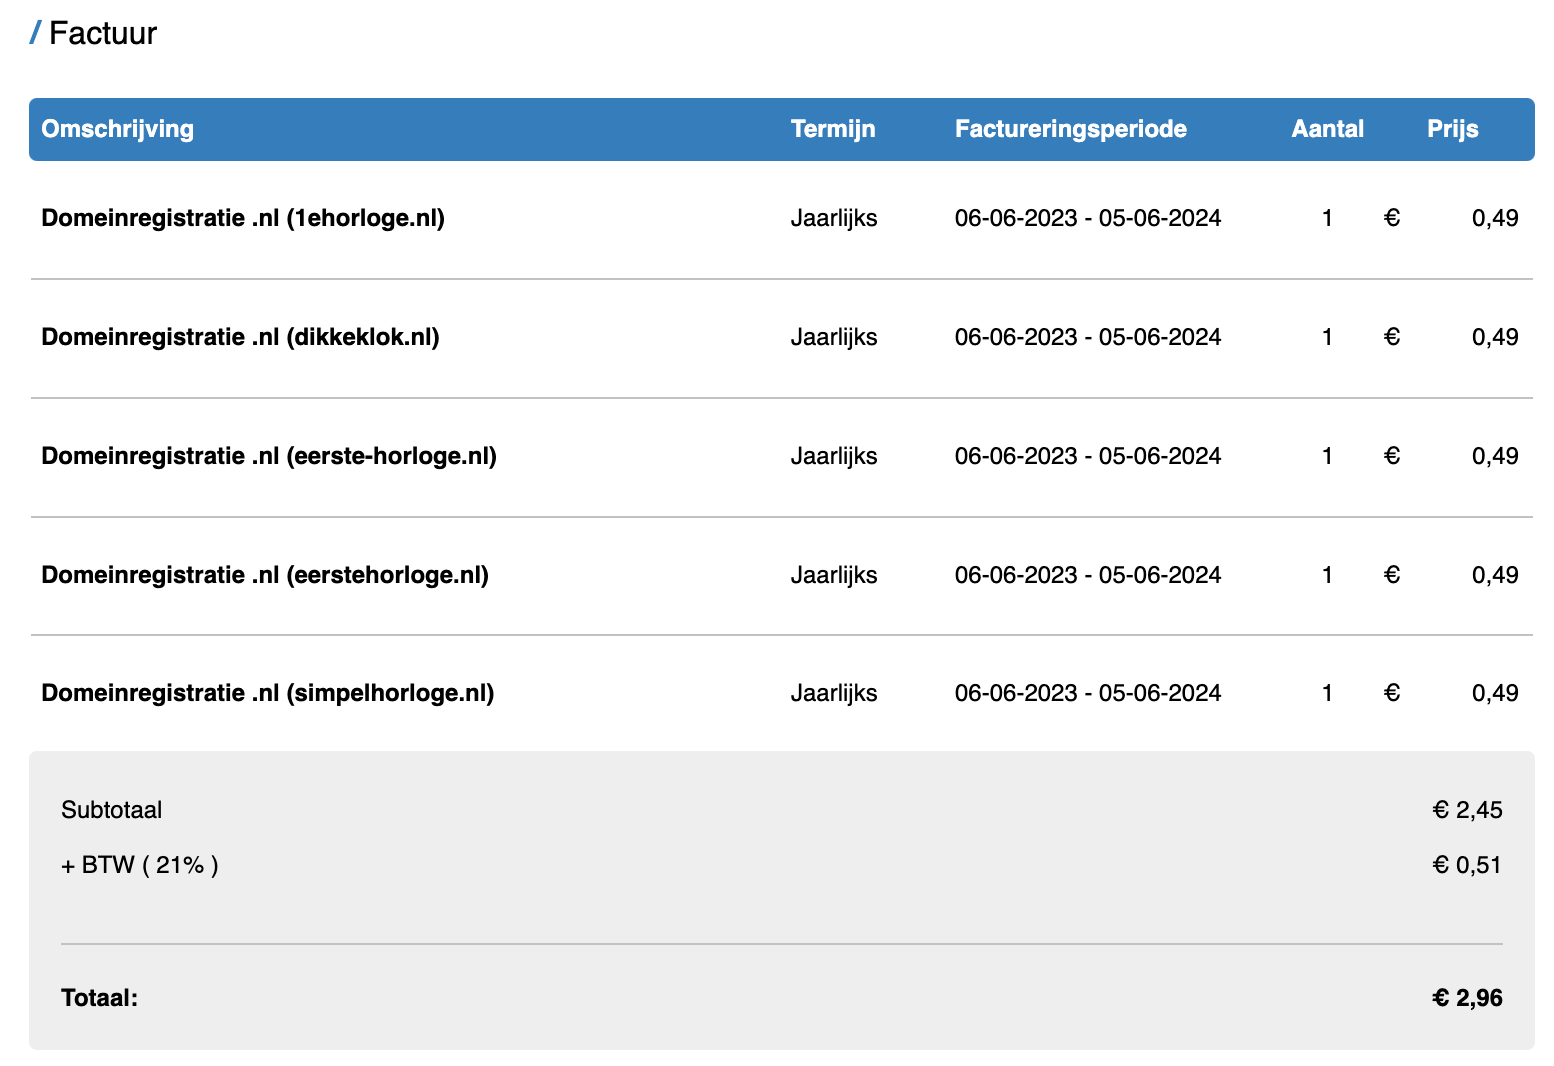 / Factuur
Omschrijving Termijn Factureringsperiode Aantal Prijs
Domeinregistratie .nl (1ehorloge.nl) Jaarlijks 06-06-2023 - 05-06-2024 1 € 0,49
Domeinregistratie .nl (dikkeklok.nl) Jaarlijks 06-06-2023 - 05-06-2024 1 € 0,49
Domeinregistratie .nl (eerste-horloge.nl) Jaarlijks 06-06-2023 - 05-06-2024 1 € 0,49
Domeinregistratie .nl (eerstehorloge.nl) Jaarlijks 06-06-2023 - 05-06-2024 1 € 0,49
Domeinregistratie .nl (simpelhorloge.nl) Jaarlijks 06-06-2023 - 05-06-2024 1 € 0,49
Subtotaal € 2,45
+ BTW ( 21% ) € 0,51
Totaal: € 2,96